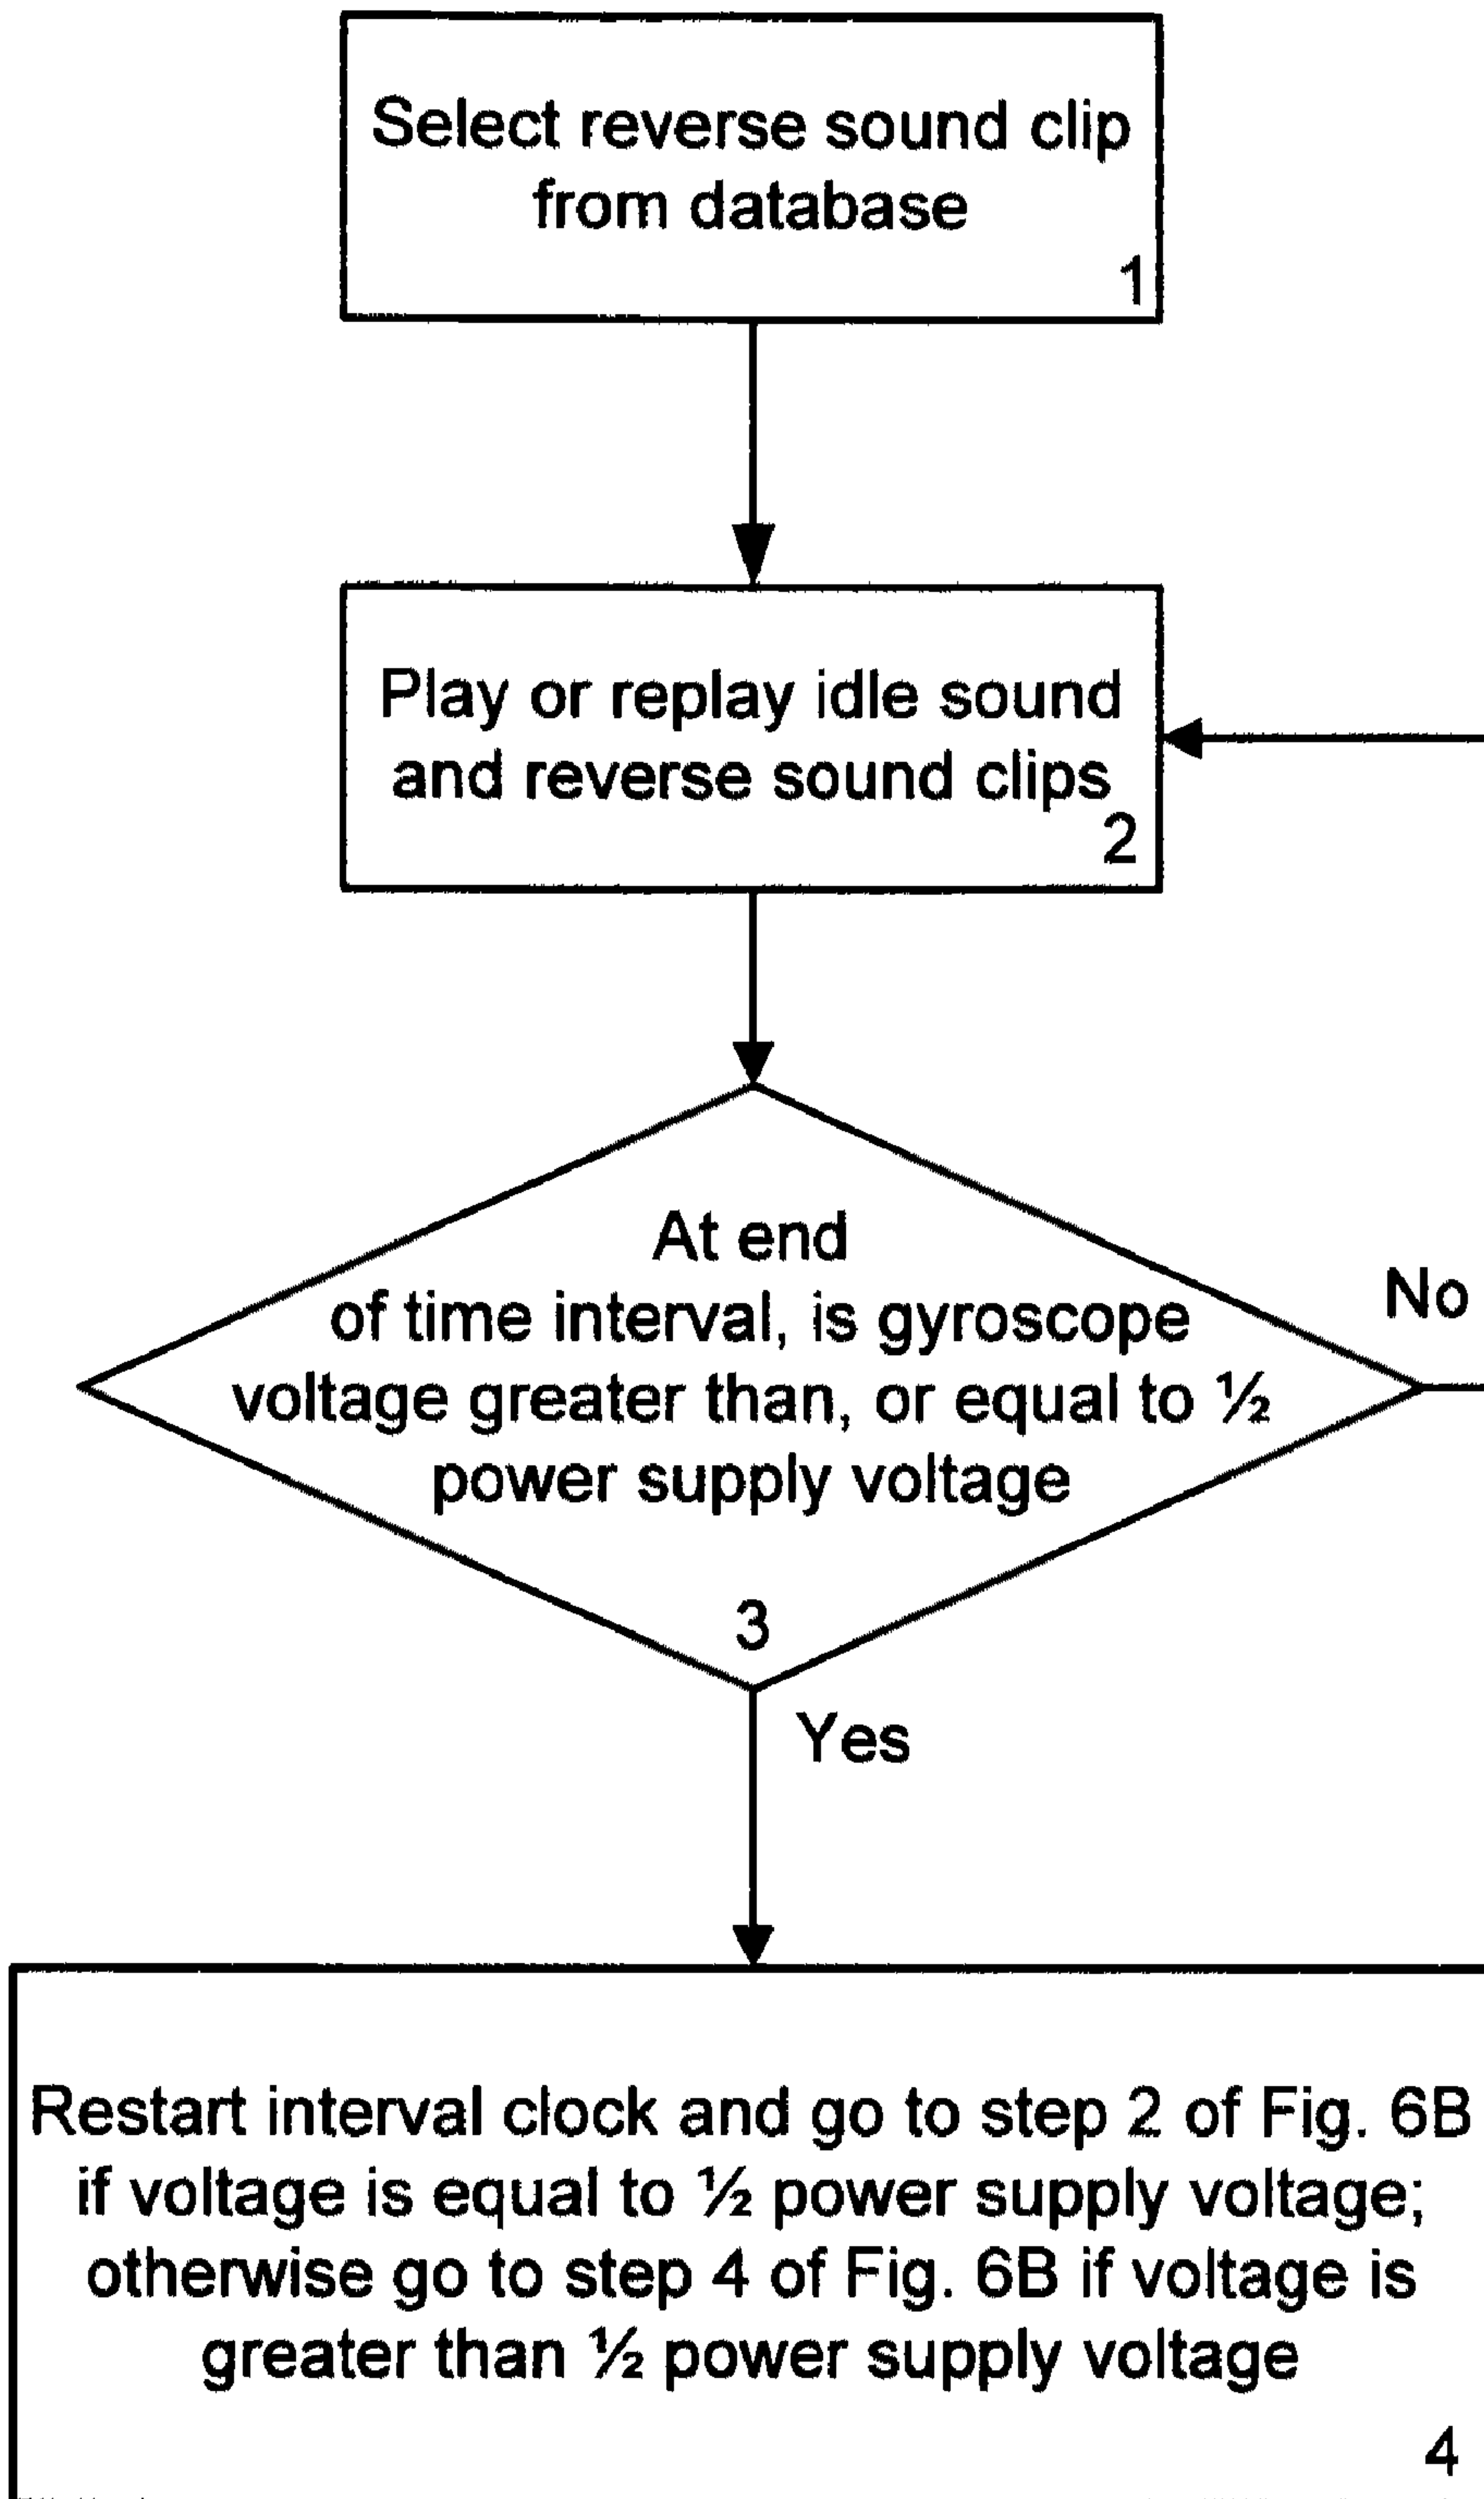 Select reverse sound clip
from database
1
Play or replay idle sound
and reverse sound clips
2
At end
of time interval, is gyroscope
voltage greater than, or equal to ½
power supply voltage
3
No
Yes
Restart interval clock and go to step 2 of Fig. 6B
if voltage is equal to ½ power supply voltage;
otherwise go to step 4 of Fig. 6B if voltage is
greater than ½ power supply voltage
4